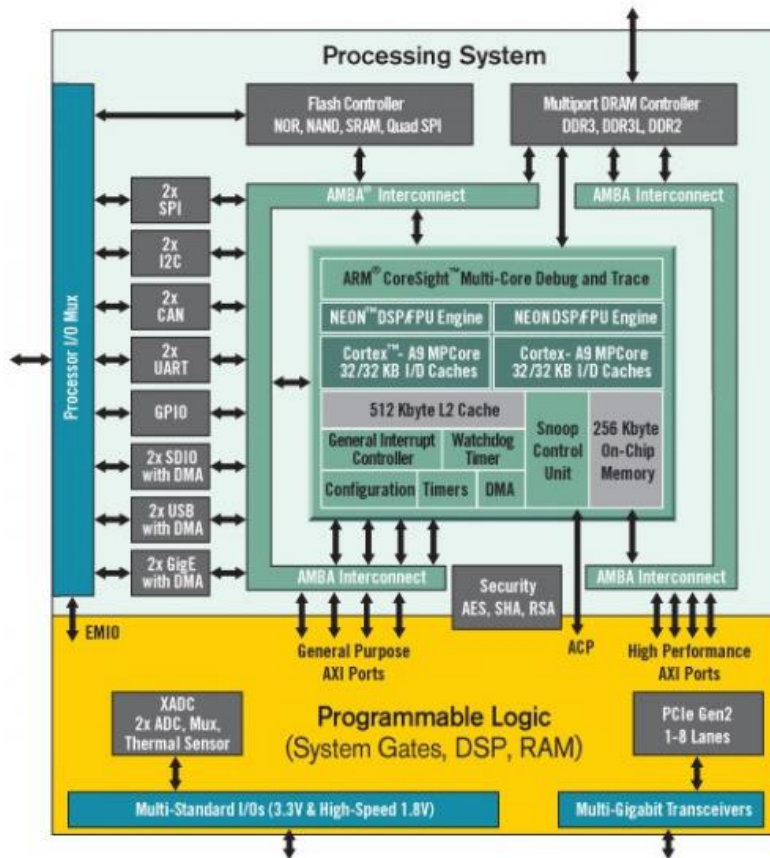 Processing System
Flash Controller
NOR, NAND, SRAM, Quad SPI
Multiport DRAM Controller
DDR3, DDR3L, DDR2
Processor I/O Mux
2x
SPI
2x
I2C
2x
CAN
2x
UART
GPIO
2x SDIO
with DMA
2x USB
with DMA
2x GigE
with DMA
AMBA® Interconnect
AMBA Interconnect
ARM® CoreSight™ Multi-Core Debug and Trace
NEON™ DSP/FPU Engine
NEON DSP/FPU Engine
Cortex™- A9 MPCore
32/32 KB I/D Caches
Cortex- A9 MPCore
32/32 KB I/D Caches
512 Kbyte L2 Cache
General Interrupt
Controller
Watchdog
Timer
Configuration
Timers
DMA
Snoop
Control
Unit
256 Kbyte
On-Chip
Memory
AMBA Interconnect
Security
AES, SHA, RSA
AMBA Interconnect
EMIO
General Purpose
AXI Ports
ACP
High Performance
AXI Ports
XADC
2x ADC, Mux,
Thermal Sensor
Programmable Logic
(System Gates, DSP, RAM)
PCIe Gen2
1-8 Lanes
Multi-Standard I/Os (3.3V & High-Speed 1.8V)
Multi-Gigabit Transceivers